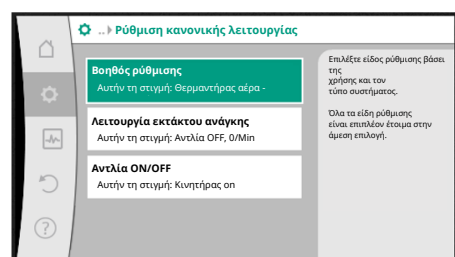 ..▶ Ρύθμιση κανονικής λειτουργίας
Βοηθός ρύθμισης
Αυτήν τη στιγμή: Θερμαντήρας αέρα -
Λειτουργία εκτάκτου ανάγκης
Αυτήν τη στιγμή: Αντλία OFF, 0/Min
Αντλία ON/OFF
Αυτήν τη στιγμή: Κινητήρας on
Επιλέξτε είδος ρύθμισης βάσει
της
χρήσης και τον
τύπο συστήματος.
Όλα τα είδη ρύθμισης
είναι επιπλέον έτοιμα στην
άμεση επιλογή.
?